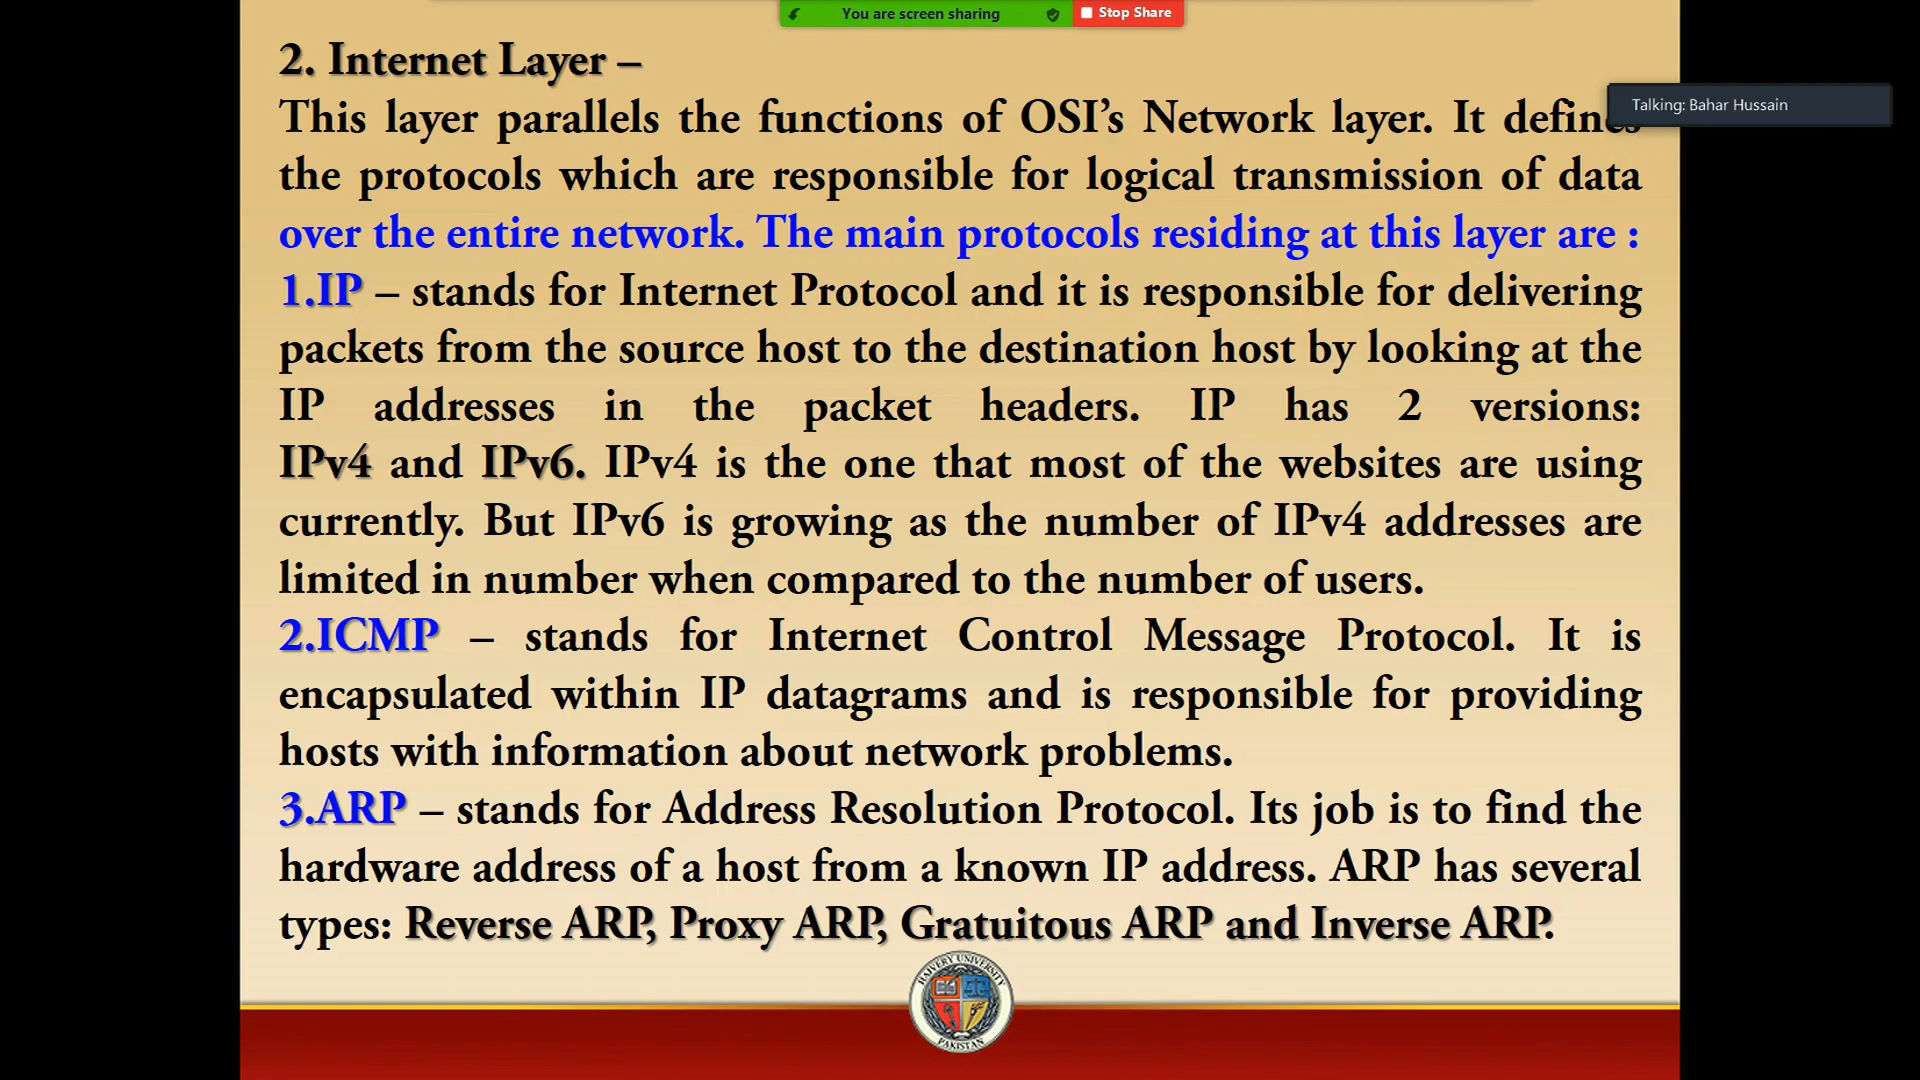 You are screen sharing
Stop Share
Talking: Bahar Hussain
2. Internet Layer –
This layer parallels the functions of OSI’s Network layer. It defines
the protocols which are responsible for logical transmission of data
over the entire network. The main protocols residing at this layer are :
1.IP – stands for Internet Protocol and it is responsible for delivering
packets from the source host to the destination host by looking at the
IP addresses in the packet headers. IP has 2 versions:
IPv4 and IPv6. IPv4 is the one that most of the websites are using
currently. But IPv6 is growing as the number of IPv4 addresses are
limited in number when compared to the number of users.
2.ICMP – stands for Internet Control Message Protocol. It is
encapsulated within IP datagrams and is responsible for providing
hosts with information about network problems.
3.ARP – stands for Address Resolution Protocol. Its job is to find the
hardware address of a host from a known IP address. ARP has several
types: Reverse ARP, Proxy ARP, Gratuitous ARP and Inverse ARP.
UNIVERSITY
PAKISTAN